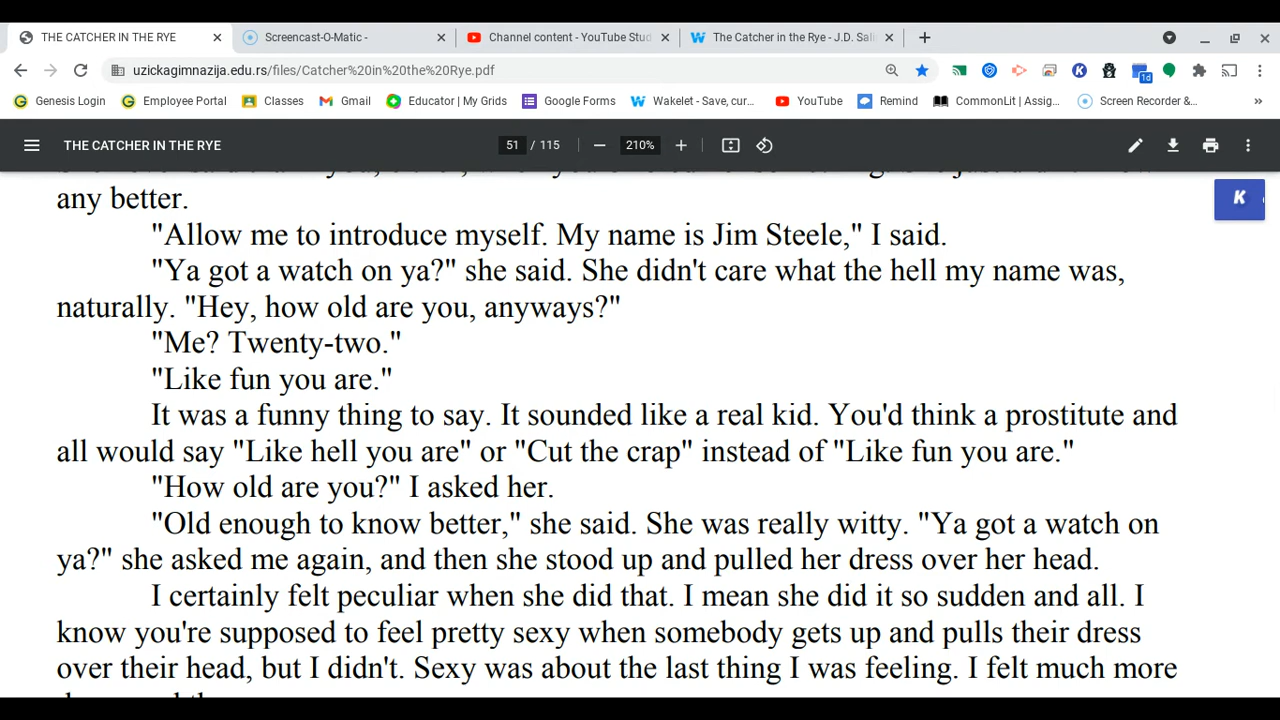 THE CATCHER IN THE RYE
Screencast-O-Matic -
Channel content - YouTube Stud
The Catcher in the Rye - J.D. Sali
uzickagimnazija.edu.rs/files/Catcher%20in%20the%20Rye.pdf
1d
Genesis Login
Employee Portal
Classes
Gmail
Educator | My Grids
Google Forms
Wakelet - Save, cur...
YouTube
Remind
CommonLit | Assig...
Screen Recorder &...
THE CATCHER IN THE RYE
51 / 115
210%
K
any better.
"Allow me to introduce myself. My name is Jim Steele," I said.
"Ya got a watch on ya?" she said. She didn't care what the hell my name was,
naturally. "Hey, how old are you, anyways?"
"Me? Twenty-two."
"Like fun you are."
It was a funny thing to say. It sounded like a real kid. You'd think a prostitute and
all would say "Like hell you are" or "Cut the crap" instead of "Like fun you are."
"How old are you?" I asked her.
"Old enough to know better," she said. She was really witty. "Ya got a watch on
ya?" she asked me again, and then she stood up and pulled her dress over her head.
I certainly felt peculiar when she did that. I mean she did it so sudden and all. I
know you're supposed to feel pretty sexy when somebody gets up and pulls their dress
over their head, but I didn't. Sexy was about the last thing I was feeling. I felt much more